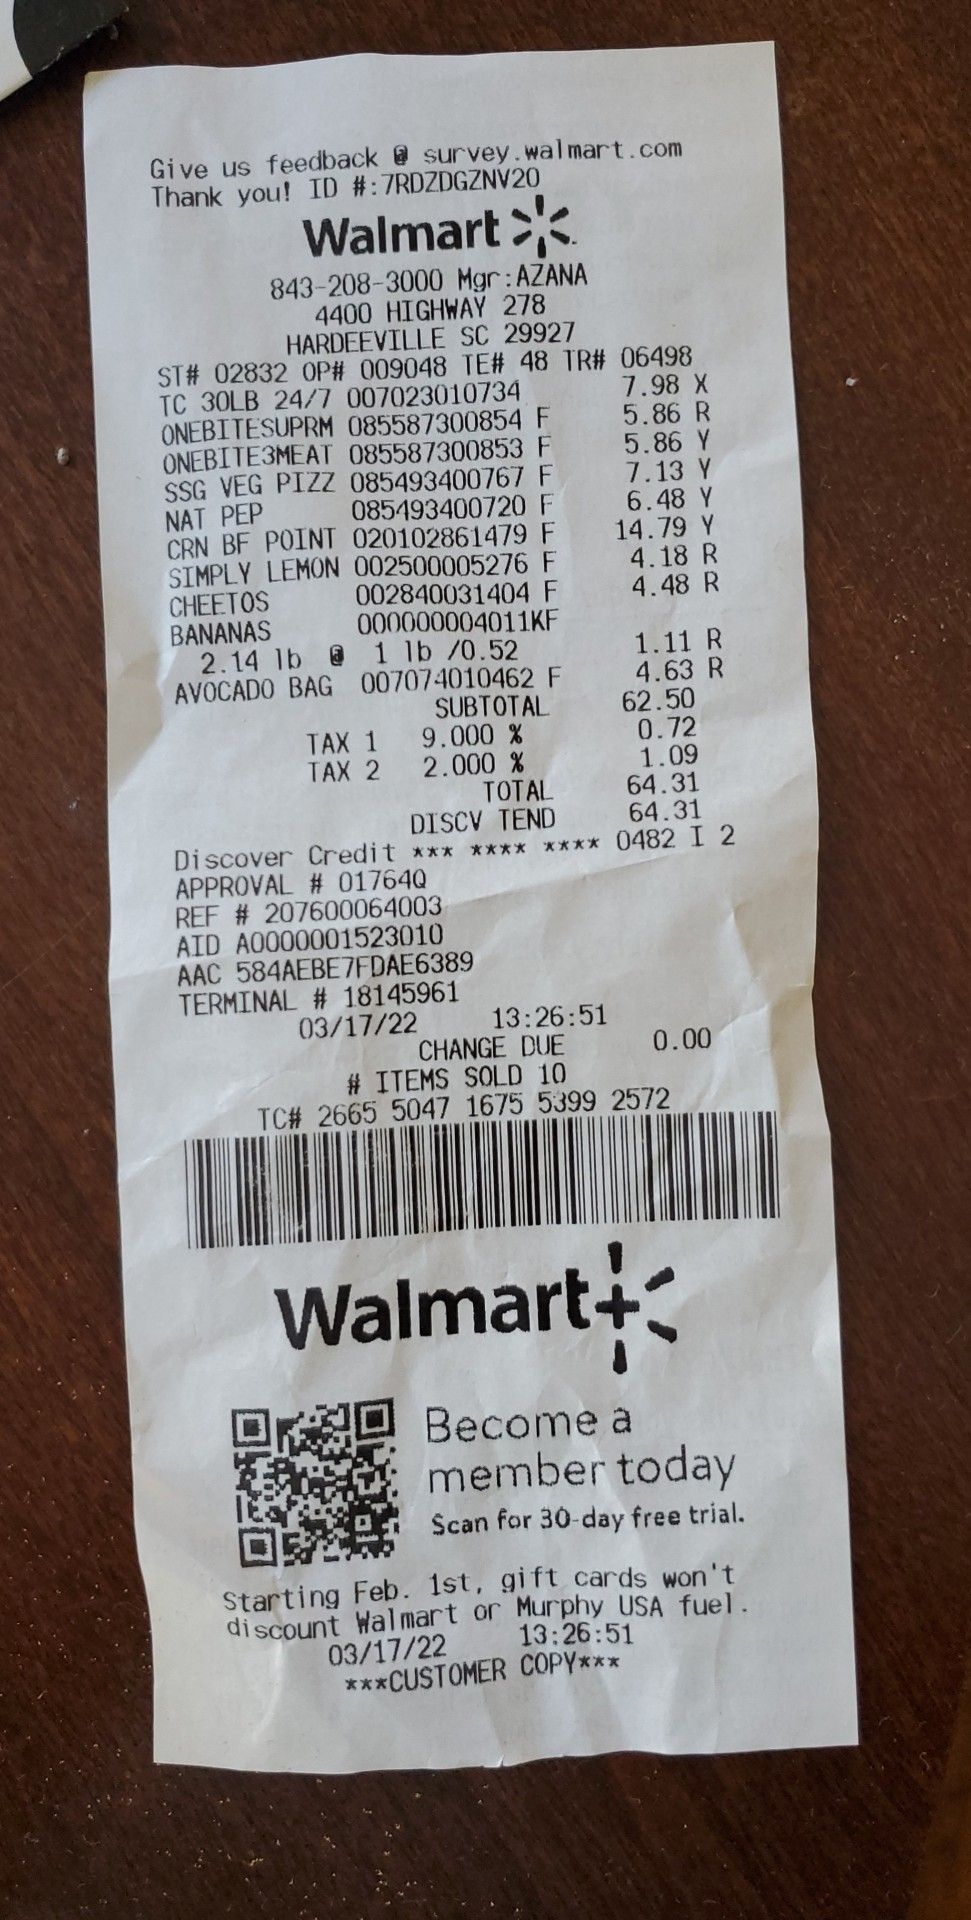 Give us feedback @ survey.walmart.com
Thank you! ID #:7RDZDGZNV20
Walmart
843-208-3000 Mgr:AZANA
4400 HIGHWAY 278
HARDEEVILLE SC 29927
ST# 02832 OP# 009048 TE# 48 TR# 06498
TC 30LB 24/7 007023010734 7.98 X
ONEBITESUPRM 085587300854 F 5.86 R
ONEBITE3MEAT 085587300853 F 5.86 Y
SSG VEG PIZZ 085493400767 F 7.13 Y
NAT PEP 085493400720 F 6.48 Y
CRN BF POINT 020102861479 F 14.79 Y
SIMPLY LEMON 002500005276 F 4.18 R
CHEETOS 002840031404 F 4.48 R
BANANAS 000000004011KF
2.14 lb @ 1 lb /0.52 1.11 R
AVOCADO BAG 007074010462 F 4.63 R
SUBTOTAL 62.50
TAX 1 9.000 % 0.72
TAX 2 2.000 % 1.09
TOTAL 64.31
DISCV TEND 64.31
Discover Credit *** **** **** 0482 I 2
APPROVAL # 01764Q
REF # 207600064003
AID A0000001523010
AAC 584AEBE7FDAE6389
TERMINAL # 18145961
03/17/22 13:26:51
CHANGE DUE 0.00
# ITEMS SOLD 10
TC# 2665 5047 1675 5399 2572
Walmart+
Become a
member today
Scan for 30-day free trial.
Starting Feb. 1st, gift cards won't
discount Walmart or Murphy USA fuel.
03/17/22 13:26:51
***CUSTOMER COPY***